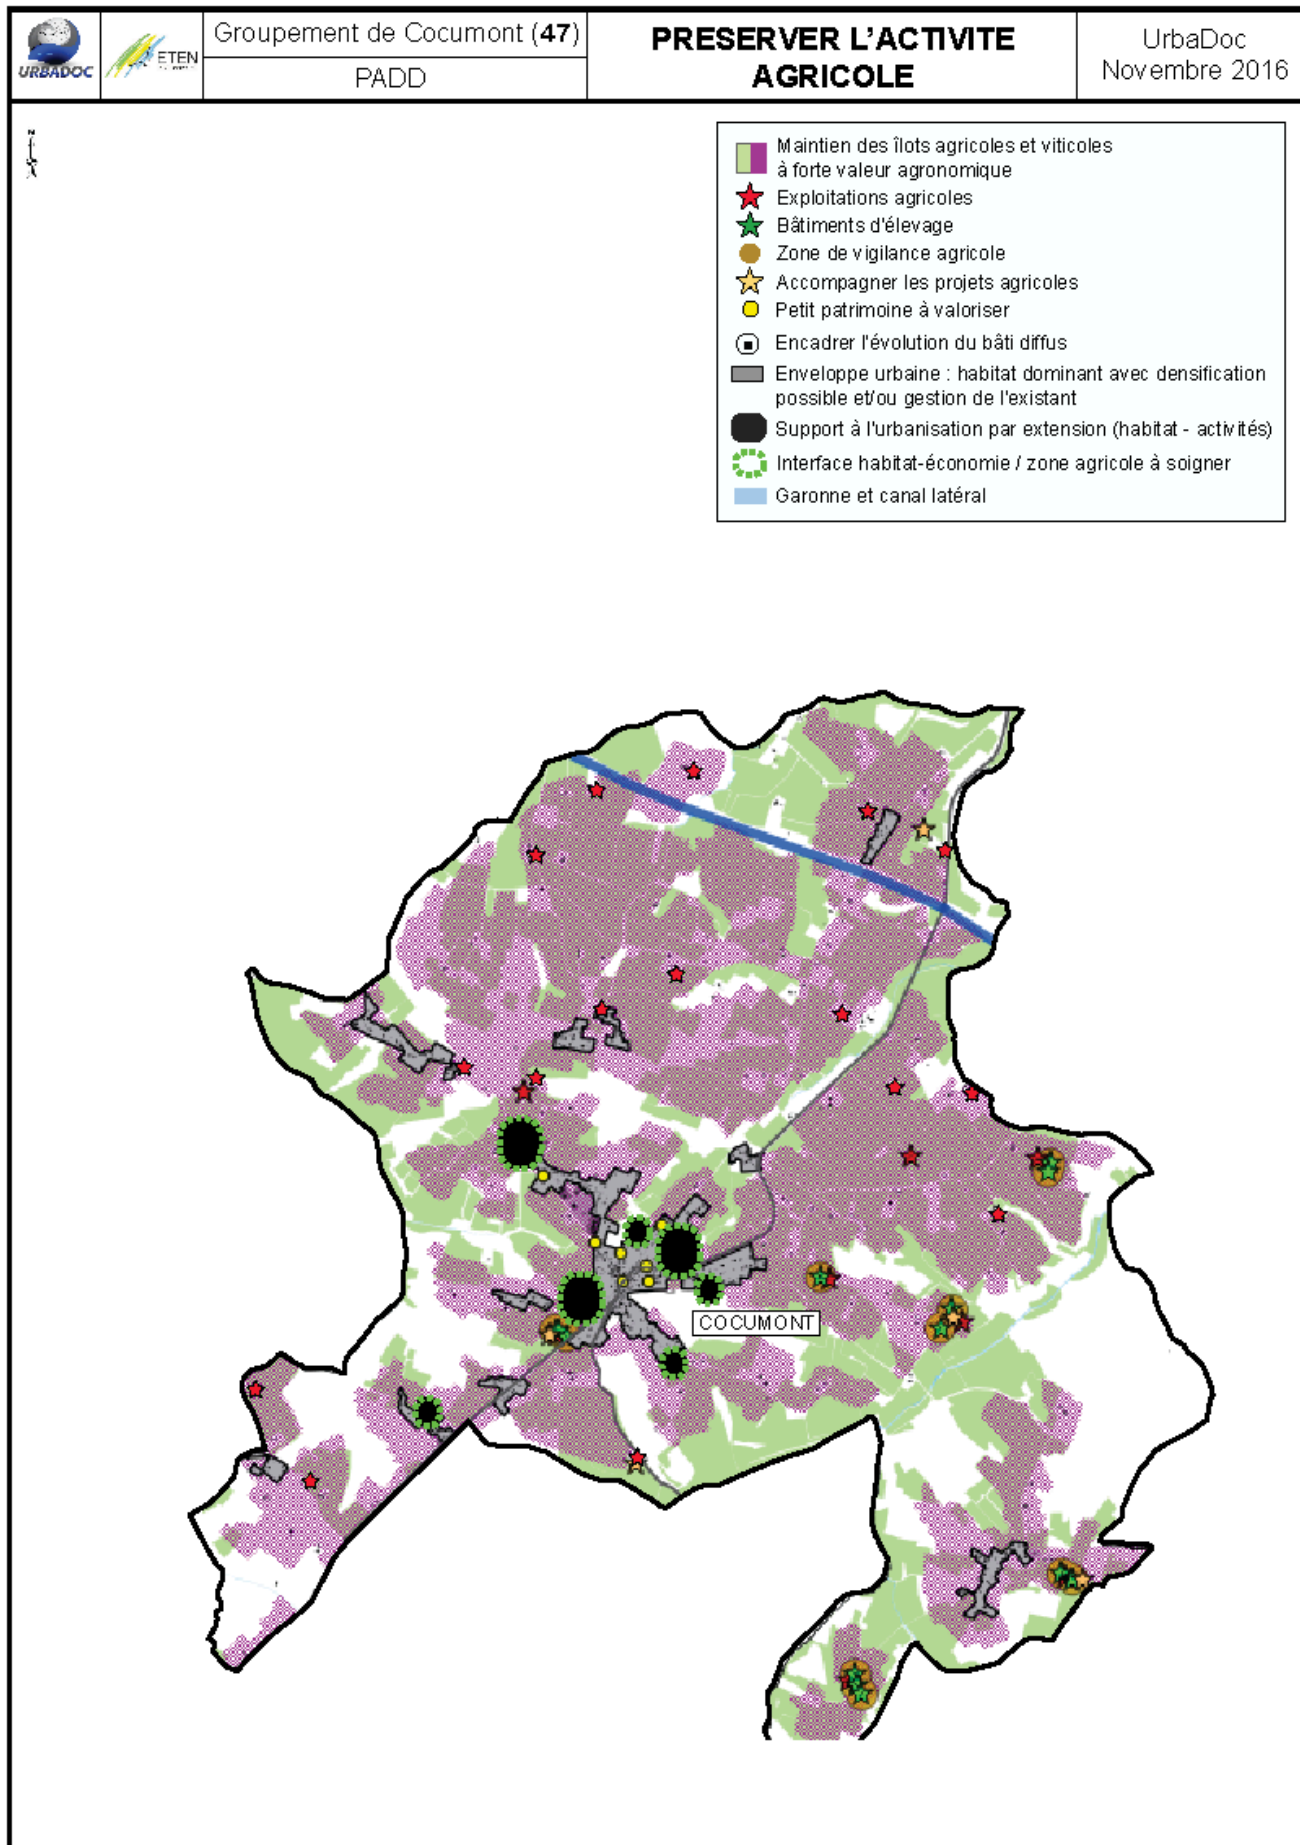 URBADOC
ETEN
Groupement de Cocumont (47)
PADD
PRESERVER L'ACTIVITE
AGRICOLE
UrbaDoc
Novembre 2016
N
Maintien des îlots agricoles et viticoles
à forte valeur agronomique
Exploitations agricoles
Bâtiments d'élevage
Zone de vigilance agricole
Accompagner les projets agricoles
Petit patrimoine à valoriser
Encadrer l'évolution du bâti diffus
Enveloppe urbaine : habitat dominant avec densification
possible et/ou gestion de l'existant
Support à l'urbanisation par extension (habitat - activités)
Interface habitat-économie / zone agricole à soigner
Garonne et canal latéral
COCUMONT